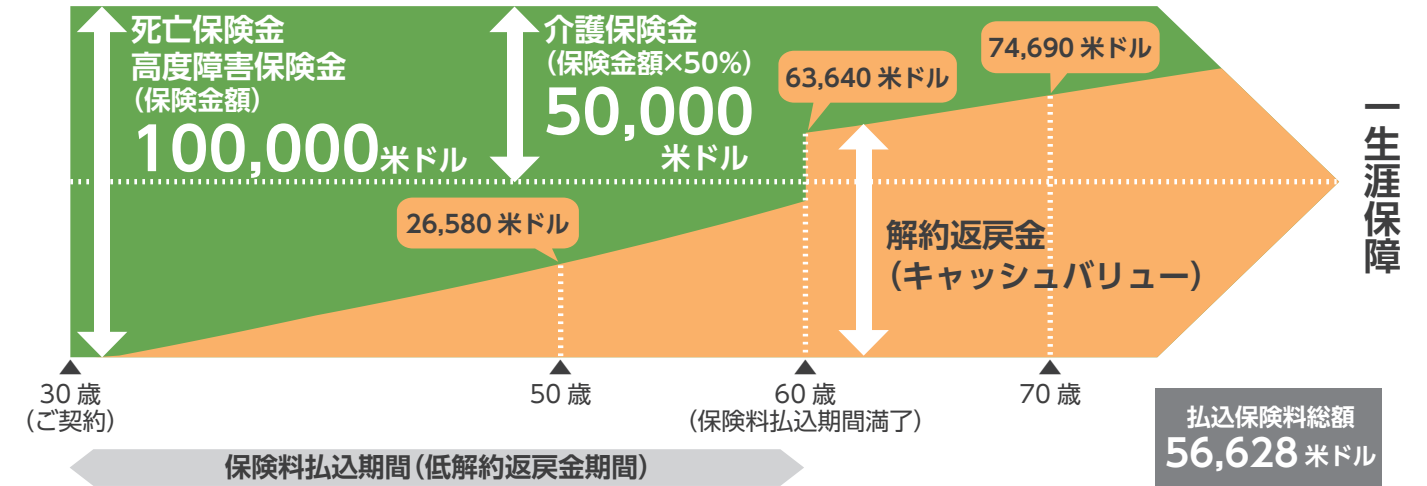 死亡保険金
高度障害保険金
(保険金額)
100,000米ドル
介護保険金
(保険金額×50%)
50,000
米ドル
63,640 米ドル
74,690 米ドル
26,580 米ドル
解約返戻金
(キャッシュバリュー)
一生涯保障
30 歳
(ご契約)
50 歳
60 歳
(保険料払込期間満了)
70 歳
保険料払込期間(低解約返戻金期間)
払込保険料総額
56,628 米ドル